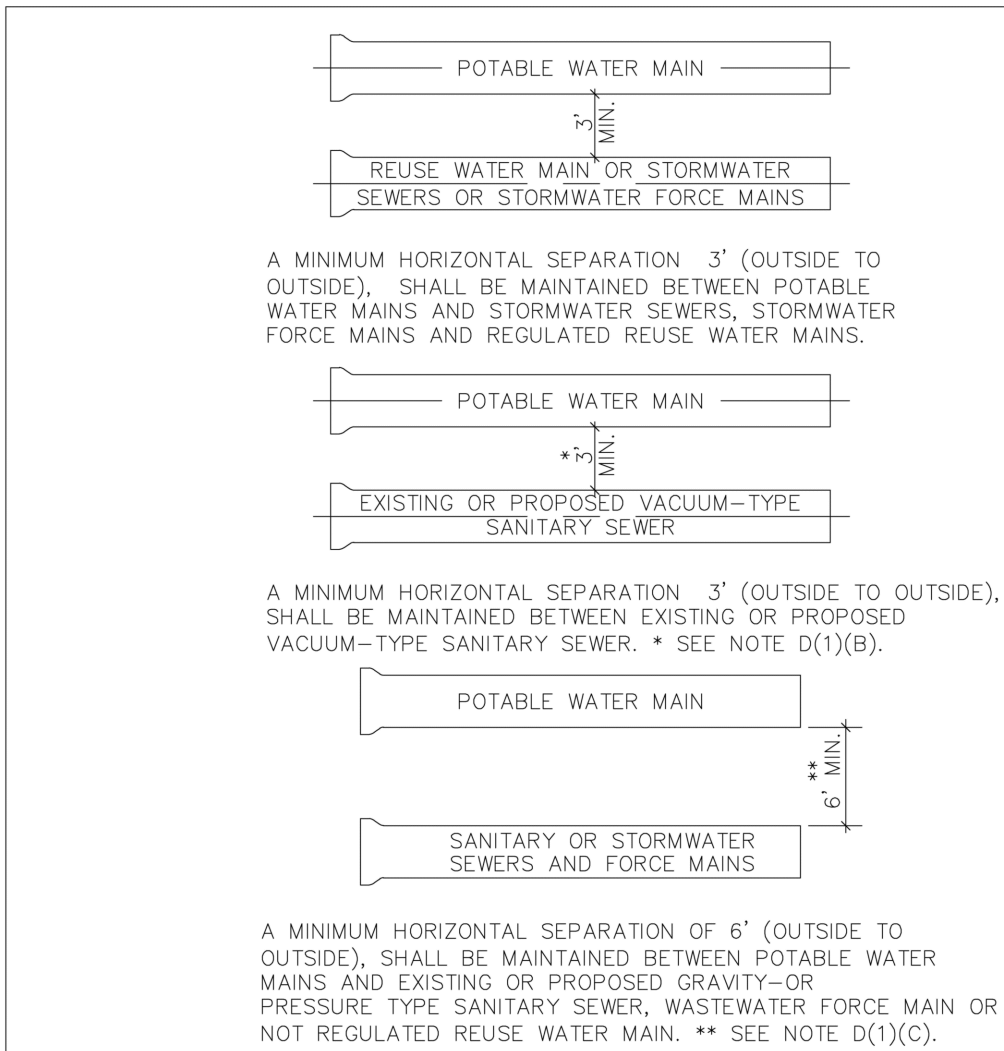 POTABLE WATER MAIN
3'
MIN.
REUSE WATER MAIN OR STORMWATER
SEWERS OR STORMWATER FORCE MAINS
A MINIMUM HORIZONTAL SEPARATION 3' (OUTSIDE TO
OUTSIDE), SHALL BE MAINTAINED BETWEEN POTABLE
WATER MAINS AND STORMWATER SEWERS, STORMWATER
FORCE MAINS AND REGULATED REUSE WATER MAINS.
POTABLE WATER MAIN
* 3'
MIN.
EXISTING OR PROPOSED VACUUM-TYPE
SANITARY SEWER
A MINIMUM HORIZONTAL SEPARATION 3' (OUTSIDE TO OUTSIDE),
SHALL BE MAINTAINED BETWEEN EXISTING OR PROPOSED
VACUUM-TYPE SANITARY SEWER. * SEE NOTE D(1)(B).
POTABLE WATER MAIN
**
6' MIN.
SANITARY OR STORMWATER
SEWERS AND FORCE MAINS
A MINIMUM HORIZONTAL SEPARATION OF 6' (OUTSIDE TO
OUTSIDE), SHALL BE MAINTAINED BETWEEN POTABLE WATER
MAINS AND EXISTING OR PROPOSED GRAVITY-OR
PRESSURE TYPE SANITARY SEWER, WASTEWATER FORCE MAIN OR
NOT REGULATED REUSE WATER MAIN. ** SEE NOTE D(1)(C).